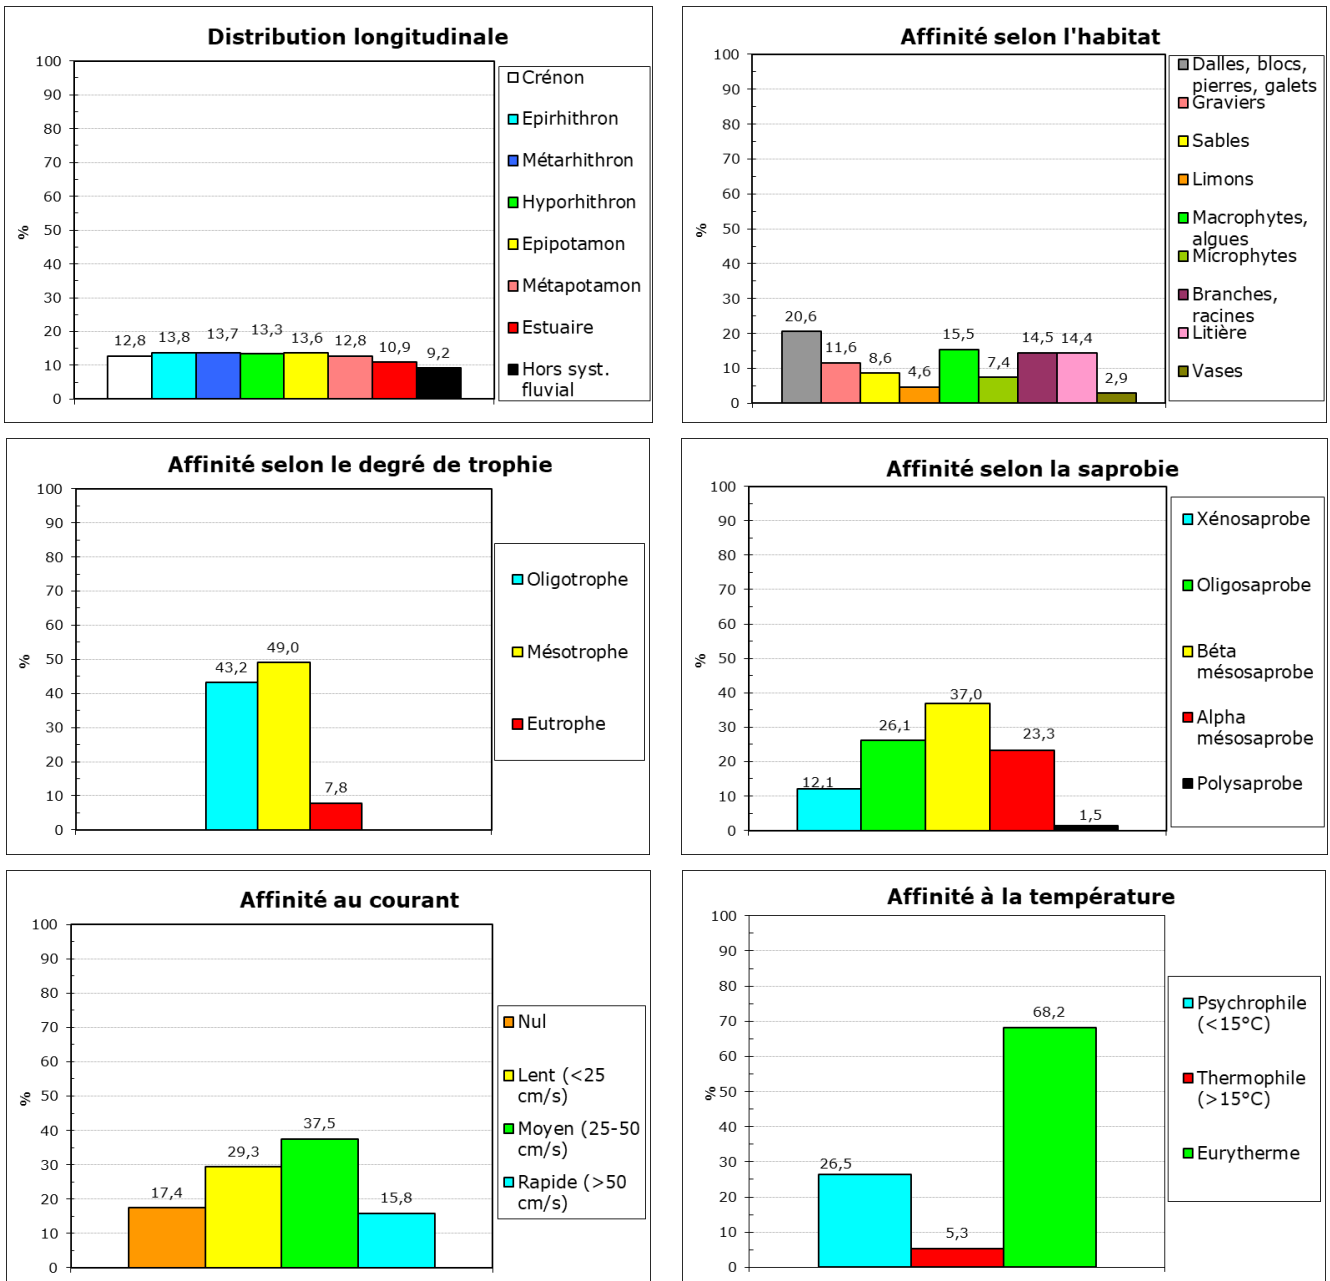 Distribution longitudinale
100
90
80
70
60
50
40
30
20
10
0
%
12,8
13,8
13,7
13,3
13,6
12,8
10,9
9,2
Crénon
Epirhithron
Métarhithron
Hyporhithron
Epipotamon
Métapotamon
Estuaire
Hors syst.
fluvial
Affinité selon l'habitat
100
90
80
70
60
50
40
30
20
10
0
%
20,6
11,6
8,6
4,6
15,5
7,4
14,5
14,4
2,9
Dalles, blocs,
pierres, galets
Graviers
Sables
Limons
Macrophytes,
algues
Microphytes
Branches,
racines
Litière
Vases
Affinité selon le degré de trophie
100
90
80
70
60
50
40
30
20
10
0
%
43,2
49,0
7,8
Oligotrophe
Mésotrophe
Eutrophe
Affinité selon la saprobie
100
90
80
70
60
50
40
30
20
10
0
%
12,1
26,1
37,0
23,3
1,5
Xénosaprobe
Oligosaprobe
Béta
mésosaprobe
Alpha
mésosaprobe
Polysaprobe
Affinité au courant
100
90
80
70
60
50
40
30
20
10
0
%
17,4
29,3
37,5
15,8
Nul
Lent (<25
cm/s)
Moyen (25-50
cm/s)
Rapide (>50
cm/s)
Affinité à la température
100
90
80
70
60
50
40
30
20
10
0
%
26,5
5,3
68,2
Psychrophile
(<15°C)
Thermophile
(>15°C)
Eurytherme